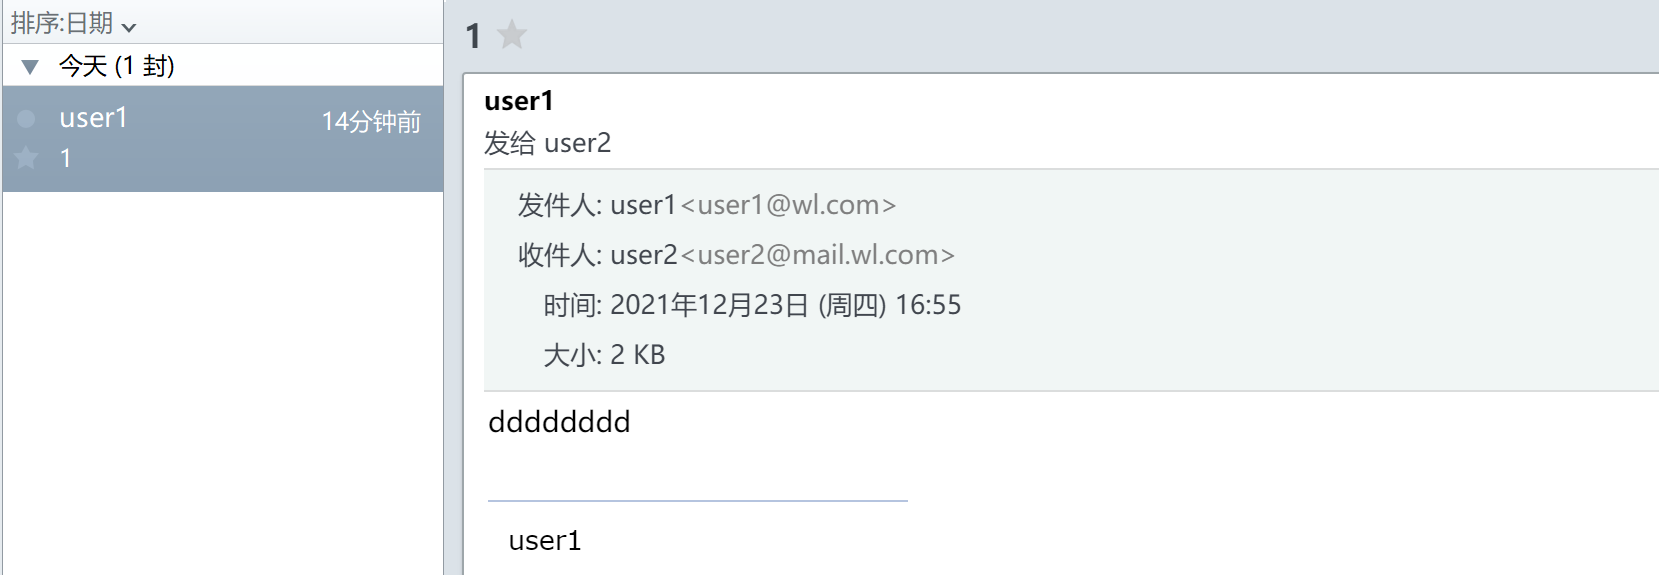 排序:日期
今天 (1 封)
user1 14分钟前
1
1
user1
发给 user2
发件人: user1<user1@wl.com>
收件人: user2<user2@mail.wl.com>
时间: 2021年12月23日 (周四) 16:55
大小: 2 KB
dddddddd
user1